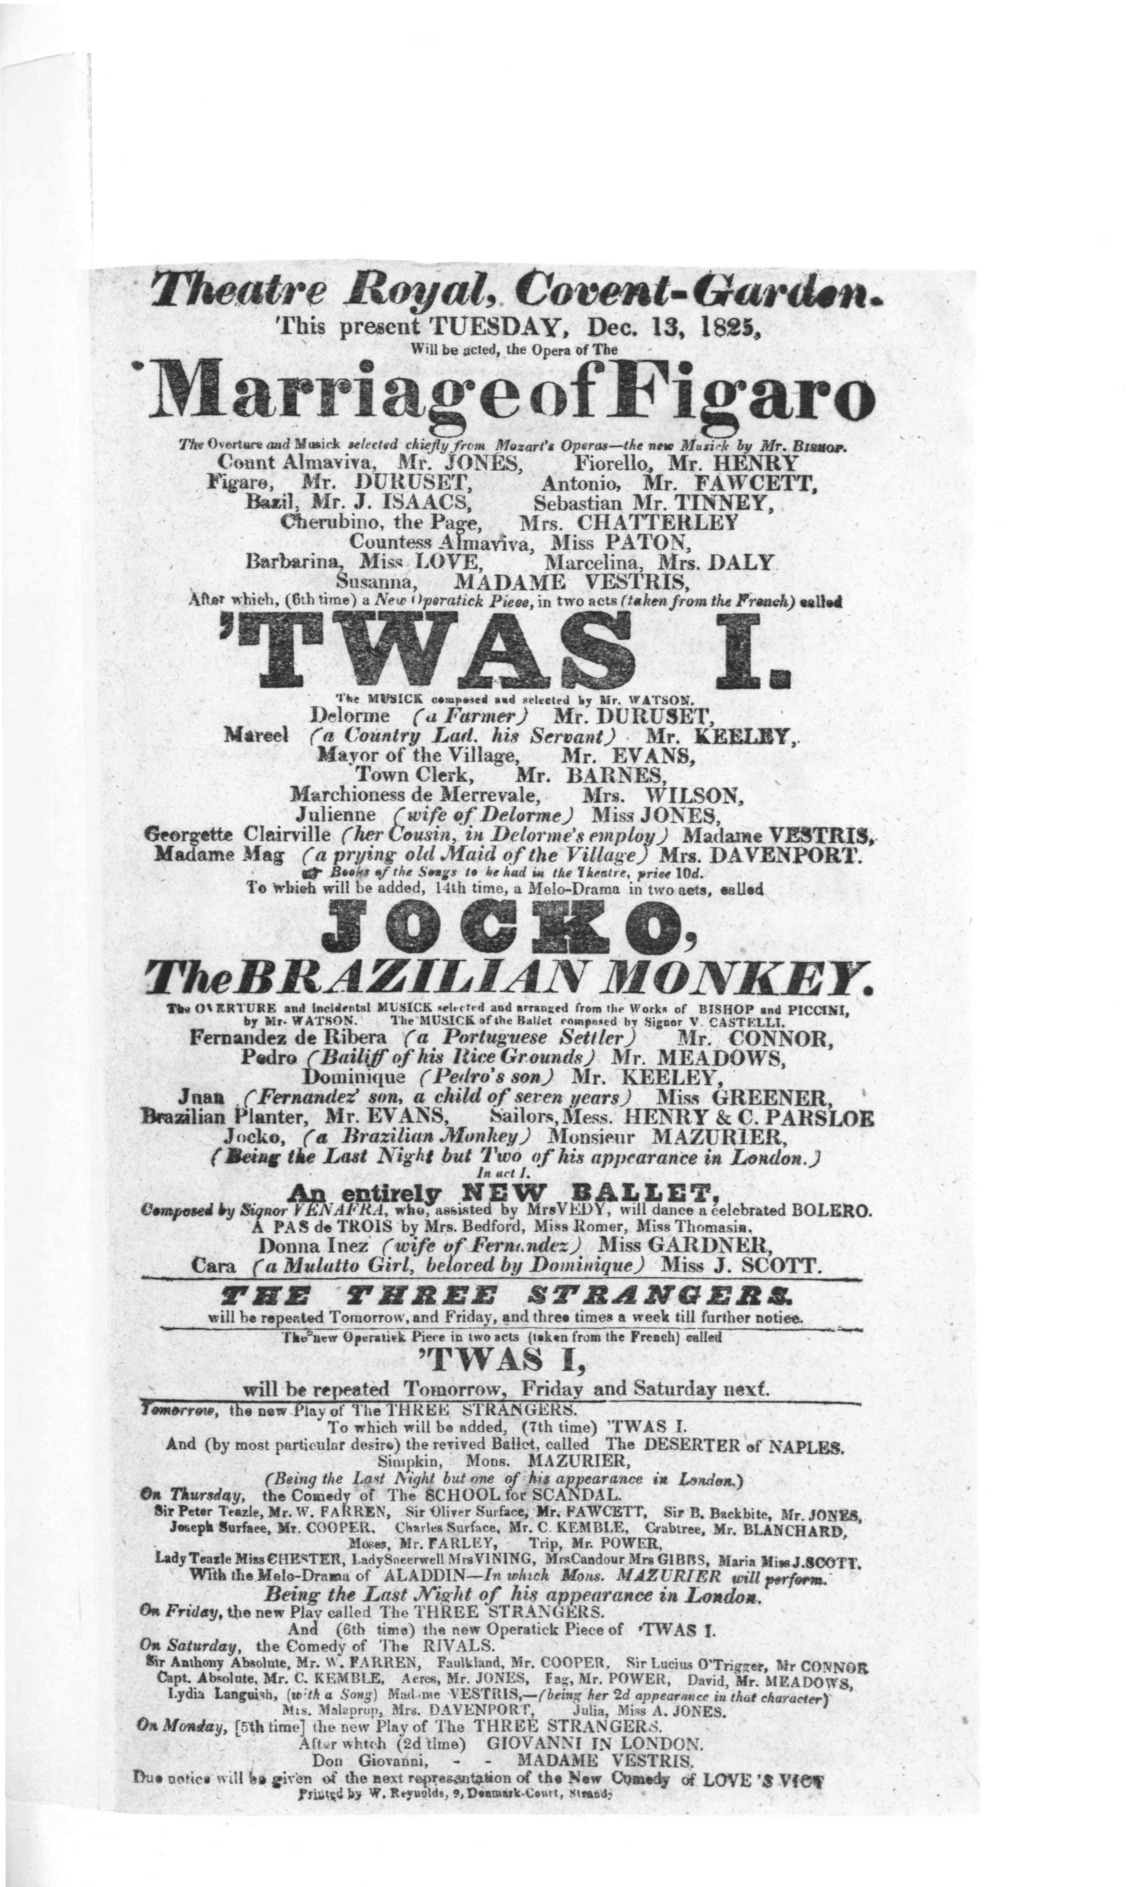 Theatre Royal, Covent-Garden.
This present TUESDAY, Dec. 13, 1825,
Will be acted, the Opera of The
Marriage of Figaro
The Overture and Musick selected chiefly from Mozart's Operas—the new Musick by Mr. BISHOP.
Count Almaviva, Mr. JONES, Fiorello, Mr. HENRY
Figaro, Mr. DURUSET, Antonio, Mr. FAWCETT,
Bazil, Mr. J. ISAACS, Sebastian Mr. TINNEY,
Cherubino, the Page, Mrs. CHATTERLEY
Countess Almaviva, Miss PATON,
Barbarina, Miss LOVE, Marcelina, Mrs. DALY
Susanna, MADAME VESTRIS,
After which, (6th time) a New Operatick Piece, in two acts (taken from the French) called
'TWAS I.
The MUSICK composed and selected by Mr. WATSON.
Delorme (a Farmer) Mr. DURUSET,
Marcel (a Country Lad, his Servant) Mr. KEELEY,
Mayor of the Village, Mr. EVANS,
Town Clerk, Mr. BARNES,
Marchioness de Merrevale, Mrs. WILSON,
Julienne (wife of Delorme) Miss JONES,
Georgette Clairville (her Cousin, in Delorme's employ) Madame VESTRIS,
Madame Mag (a prying old Maid of the Village) Mrs. DAVENPORT.
☞ Books of the Songs to be had in the Theatre, price 10d.
To which will be added, 14th time, a Melo-Drama in two acts, called
JOCKO,
The BRAZILIAN MONKEY.
The OVERTURE and Incidental MUSICK selected and arranged from the Works of BISHOP and PICCINI,
by Mr. WATSON. The MUSICK of the Ballet composed by Signor V. CASTELLI.
Fernandez de Ribera (a Portuguese Settler) Mr. CONNOR,
Pedro (Bailiff of his Rice Grounds) Mr. MEADOWS,
Dominique (Pedro's son) Mr. KEELEY,
Juan (Fernandez' son, a child of seven years) Miss GREENER,
Brazilian Planter, Mr. EVANS, Sailors, Mess. HENRY & C. PARSLOE
Jocko, (a Brazilian Monkey) Monsieur MAZURIER,
(Being the Last Night but Two of his appearance in London.)
In act I.
An entirely NEW BALLET,
Composed by Signor VENAFRA, who, assisted by Mrs VEDY, will dance a celebrated BOLERO.
A PAS de TROIS by Mrs. Bedford, Miss Romer, Miss Thomasin.
Donna Inez (wife of Fernandez) Miss GARDNER,
Cara (a Mulatto Girl, beloved by Dominique) Miss J. SCOTT.
THE THREE STRANGERS.
will be repeated Tomorrow, and Friday, and three times a week till further notice.
The new Operatick Piece in two acts (taken from the French) called
'TWAS I,
will be repeated Tomorrow, Friday and Saturday next.
Tomorrow, the new Play of The THREE STRANGERS.
To which will be added, (7th time) 'TWAS I.
And (by most particular desire) the revived Ballet, called The DESERTER of NAPLES.
Simpkin, Mons. MAZURIER,
(Being the Last Night but one of his appearance in London.)
On Thursday, the Comedy of The SCHOOL for SCANDAL.
Sir Peter Teazle, Mr. W. FARREN, Sir Oliver Surface, Mr. FAWCETT, Sir B. Backbite, Mr. JONES,
Joseph Surface, Mr. COOPER, Charles Surface, Mr. C. KEMBLE, Crabtree, Mr. BLANCHARD,
Moses, Mr. FARLEY, Trip, Mr. POWER,
Lady Teazle Miss CHESTER, Lady Sneerwell Mrs VINING, Mrs Candour Mrs GIBBS, Maria Miss J. SCOTT.
With the Melo-Drama of ALADDIN—In which Mons. MAZURIER will perform.
Being the Last Night of his appearance in London.
On Friday, the new Play called The THREE STRANGERS.
And (6th time) the new Operatick Piece of 'TWAS I.
On Saturday, the Comedy of The RIVALS.
Sir Anthony Absolute, Mr. W. FARREN, Faulkland, Mr. COOPER, Sir Lucius O'Trigger, Mr CONNOR
Capt. Absolute, Mr. C. KEMBLE, Acres, Mr. JONES, Fag, Mr. POWER, David, Mr. MEADOWS,
Lydia Languish, (with a Song) Madame VESTRIS,—(being her 2d appearance in that character)
Mrs. Malaprop, Mrs. DAVENPORT, Julia, Miss A. JONES.
On Monday, [5th time] the new Play of The THREE STRANGERS.
After which (2d time) GIOVANNI IN LONDON.
Don Giovanni, - - MADAME VESTRIS.
Due notice will be given of the next representation of the New Comedy of LOVE'S VICT
Printed by W. Reynolds, 9, Denmark-Court, Strand;